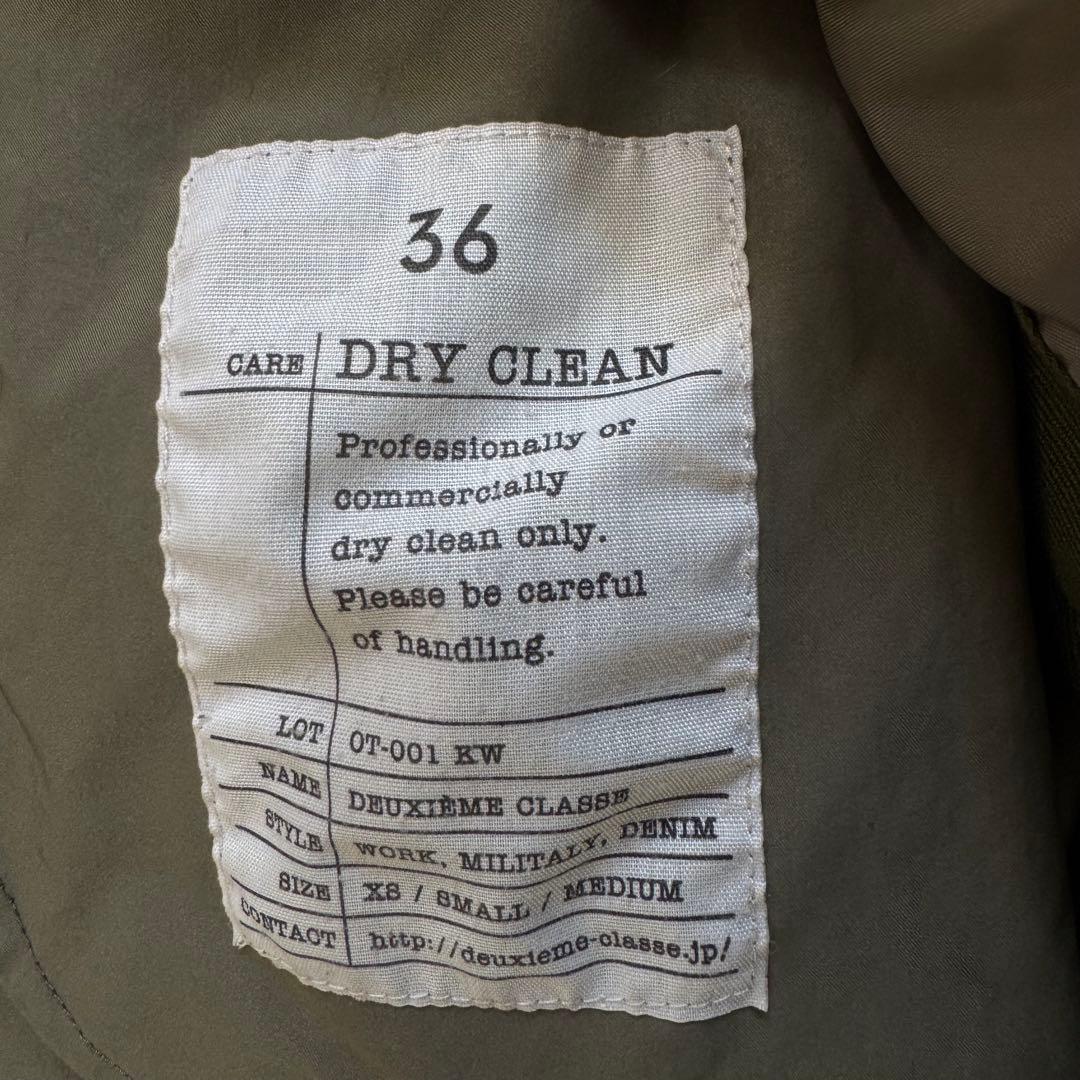 36
CARE DRY CLEAN
Professionally or
commercially
dry clean only.
Please be careful
of handling.
LOT OT-001 KW
NAME DEUXIÈME CLASSE
STYLE WORK, MILITALY, DENIM
SIZE XS / SMALL / MEDIUM
CONTACT http://deuxieme-classe.jp/